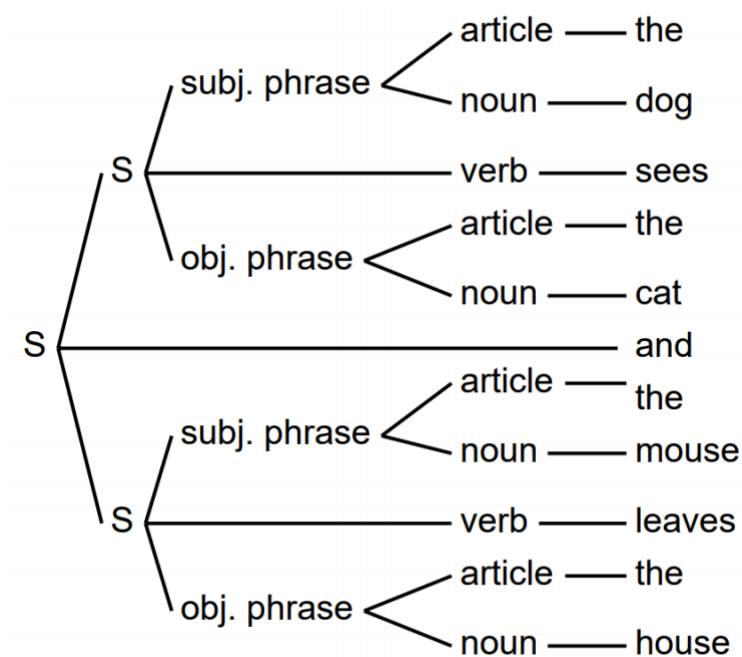 article the
subj. phrase
noun dog
S verb sees
article the
obj. phrase
noun cat
S and
article the
subj. phrase
noun mouse
S verb leaves
article the
obj. phrase
noun house